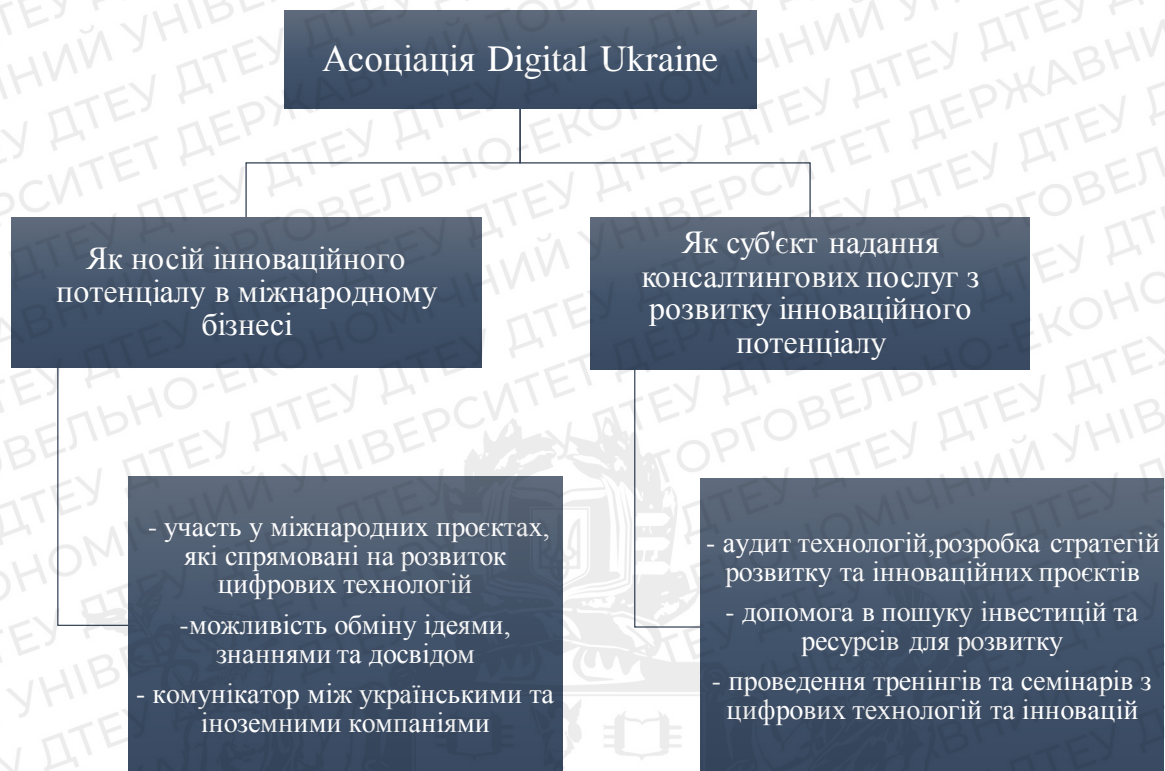 Асоціація Digital Ukraine
Як носій інноваційного
потенціалу в міжнародному
бізнесі
Як суб'єкт надання
консалтингових послуг з
розвитку інноваційного
потенціалу
- участь у міжнародних проєктах,
які спрямовані на розвиток
цифрових технологій
-можливість обміну ідеями,
знаннями та досвідом
- комунікатор між українськими та
іноземними компаніями
- аудит технологій,розробка стратегій
розвитку та інноваційних проєктів
- допомога в пошуку інвестицій та
ресурсів для розвитку
- проведення тренінгів та семінарів з
цифрових технологій та інновацій